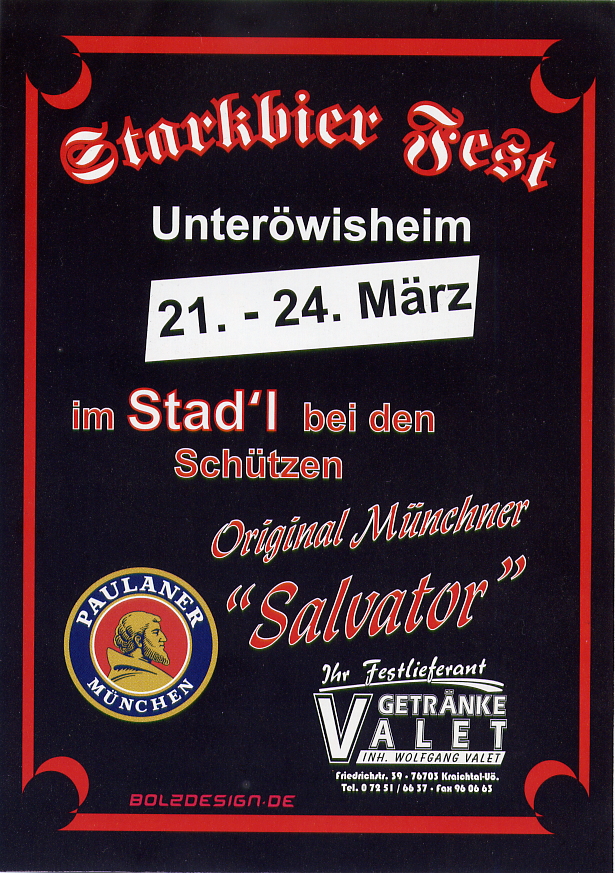 Starkbier Fest
Unteröwisheim
21. - 24. März
im Stad'l bei den
Schützen
Original Münchner
"Salvator"
PAULANER
MÜNCHEN
Ihr Festlieferant
GETRÄNKE
VALET
INH. WOLFGANG VALET
Friedrichstr. 39 · 76703 Kraichtal-Uö.
Tel. 0 72 51 / 66 37 · Fax 96 06 63
BOLZDESIGN.DE